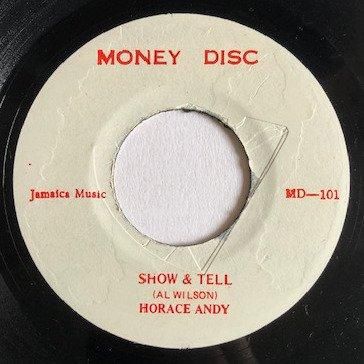 MONEY DISC
Jamaica Music
MD—101
SHOW & TELL
(AL WILSON)
HORACE ANDY